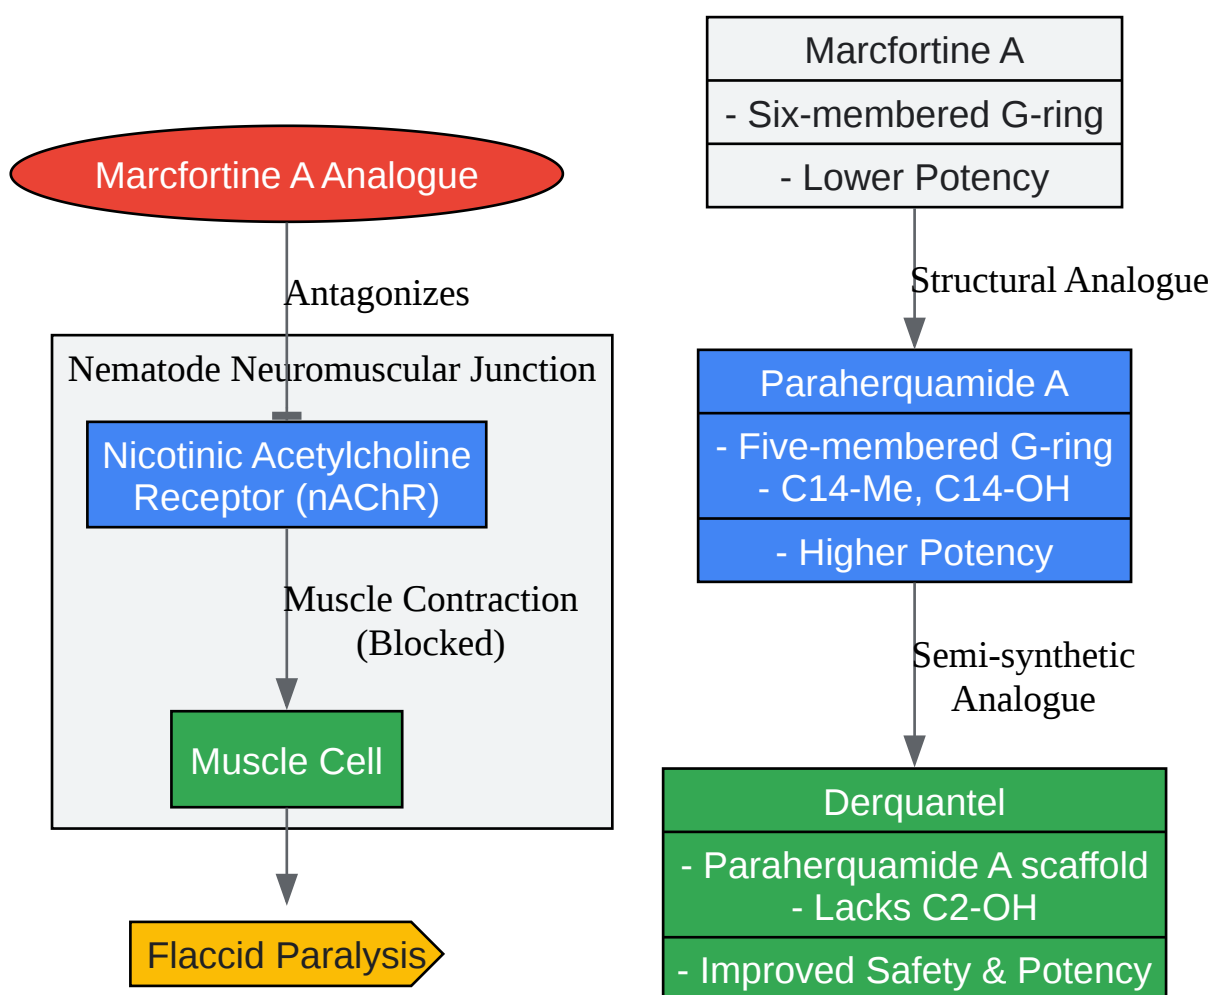 Marcfortine A Analogue
Antagonizes
Nematode Neuromuscular Junction
Nicotinic Acetylcholine
Receptor (nAChR)
Muscle Contraction
(Blocked)
Muscle Cell
Flaccid Paralysis
Marcfortine A
- Six-membered G-ring
- Lower Potency
Structural Analogue
Paraherquamide A
- Five-membered G-ring
- C14-Me, C14-OH
- Higher Potency
Semi-synthetic
Analogue
Derquantel
- Paraherquamide A scaffold
- Lacks C2-OH
- Improved Safety & Potency